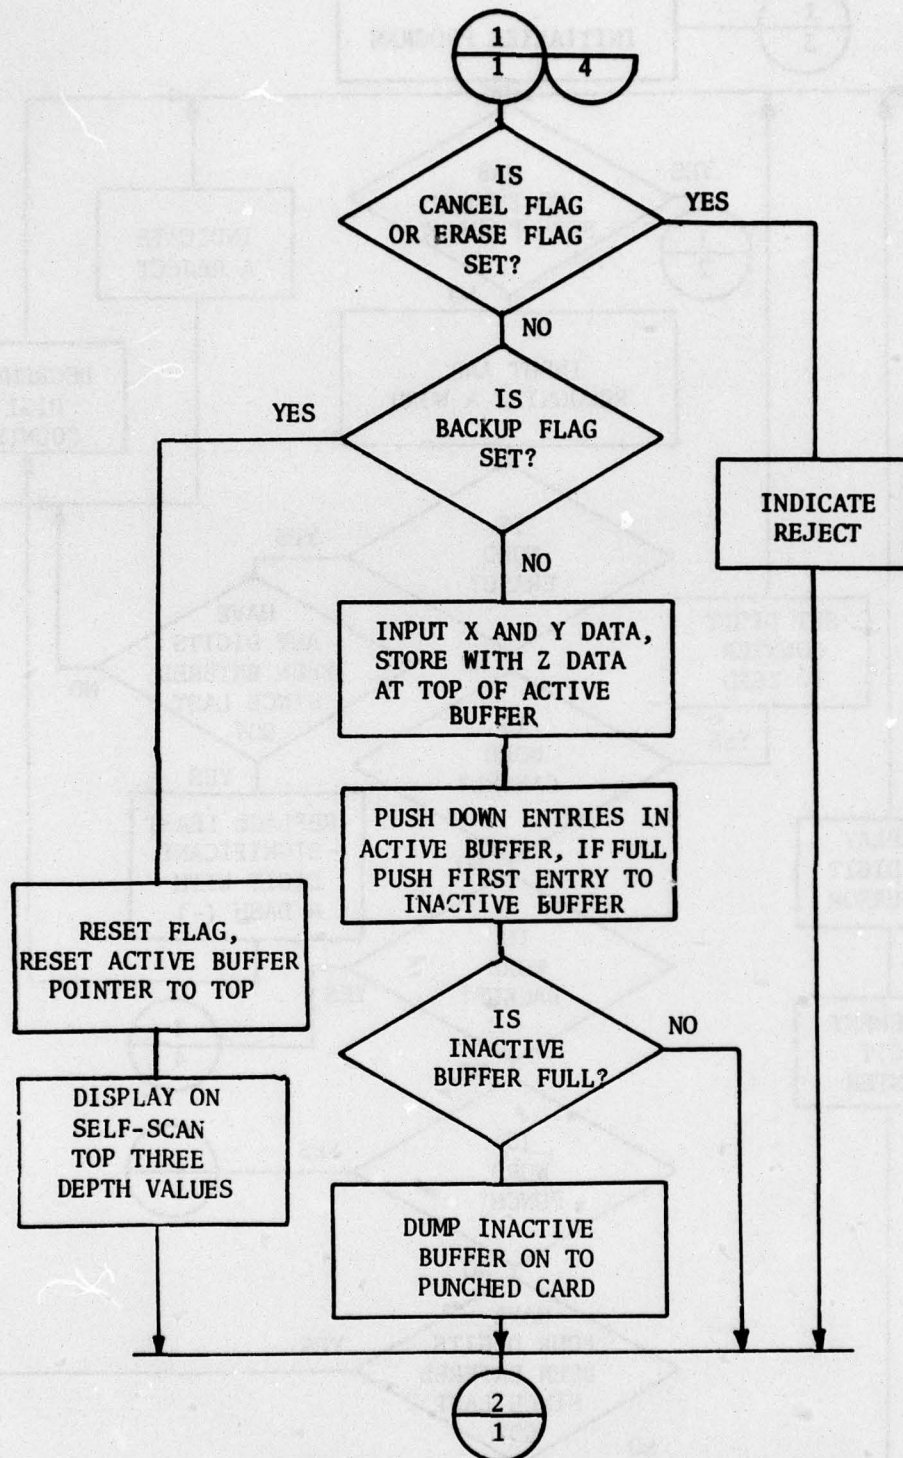 1
1
4
IS
CANCEL FLAG
OR ERASE FLAG
SET?
YES
NO
IS
BACKUP FLAG
SET?
YES
INDICATE
REJECT
NO
INPUT X AND Y DATA,
STORE WITH Z DATA
AT TOP OF ACTIVE
BUFFER
PUSH DOWN ENTRIES IN
ACTIVE BUFFER, IF FULL
PUSH FIRST ENTRY TO
INACTIVE BUFFER
RESET FLAG,
RESET ACTIVE BUFFER
POINTER TO TOP
IS
INACTIVE
BUFFER FULL?
NO
DISPLAY ON
SELF-SCAN
TOP THREE
DEPTH VALUES
DUMP INACTIVE
BUFFER ON TO
PUNCHED CARD
2
1